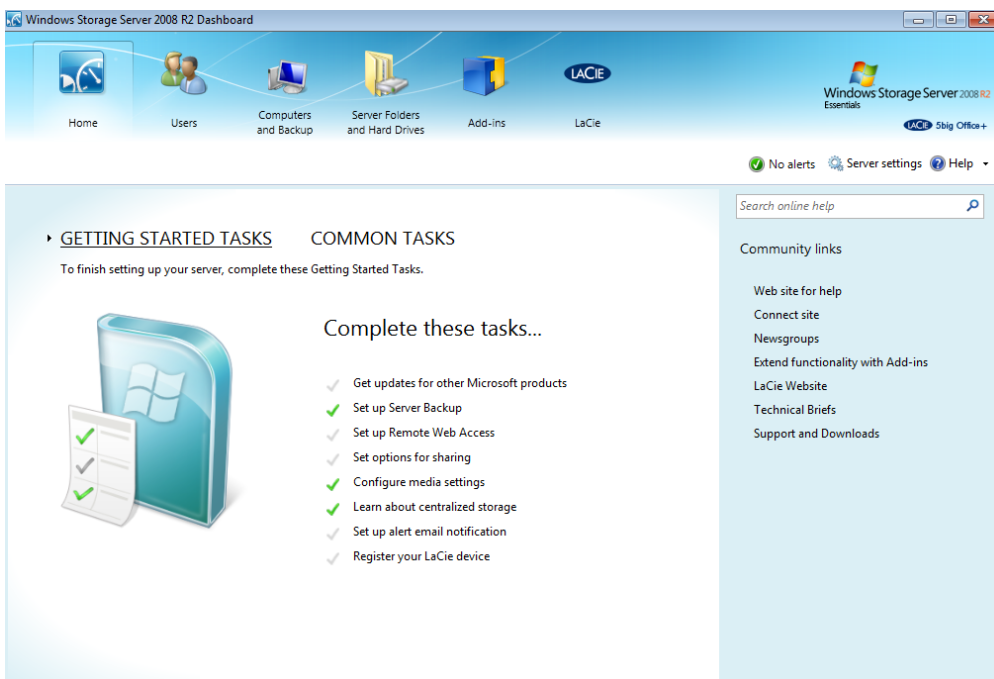 Windows Storage Server 2008 R2 Dashboard
Home
Users
Computers
and Backup
Server Folders
and Hard Drives
Add-ins
LACIE
LaCie
Windows Storage Server 2008 R2
Essentials
LACIE 5big Office+
No alerts
Server settings
Help
Search online help
GETTING STARTED TASKS
COMMON TASKS
To finish setting up your server, complete these Getting Started Tasks.
Complete these tasks...
Get updates for other Microsoft products
Set up Server Backup
Set up Remote Web Access
Set options for sharing
Configure media settings
Learn about centralized storage
Set up alert email notification
Register your LaCie device
Community links
Web site for help
Connect site
Newsgroups
Extend functionality with Add-ins
LaCie Website
Technical Briefs
Support and Downloads